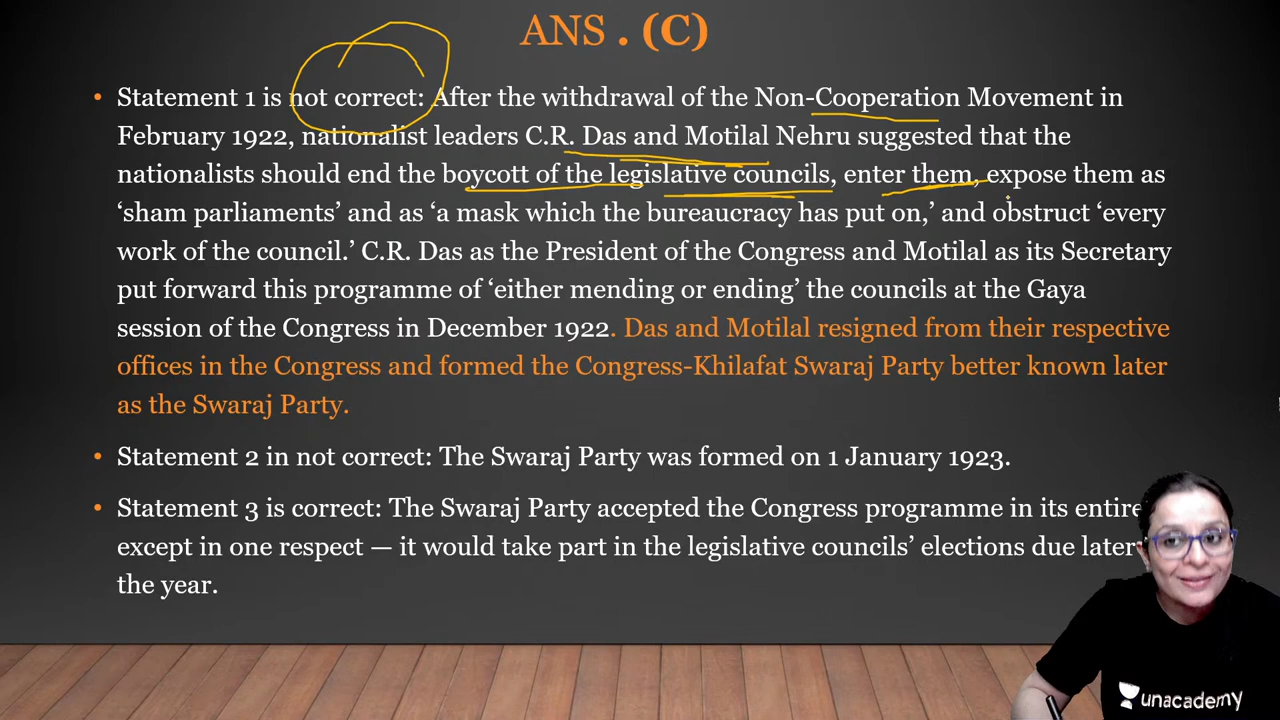 ANS . (C)
• Statement 1 is not correct: After the withdrawal of the Non-Cooperation Movement in
February 1922, nationalist leaders C.R. Das and Motilal Nehru suggested that the
nationalists should end the boycott of the legislative councils, enter them, expose them as
‘sham parliaments’ and as ‘a mask which the bureaucracy has put on,’ and obstruct ‘every
work of the council.’ C.R. Das as the President of the Congress and Motilal as its Secretary
put forward this programme of ‘either mending or ending’ the councils at the Gaya
session of the Congress in December 1922. Das and Motilal resigned from their respective
offices in the Congress and formed the Congress-Khilafat Swaraj Party better known later
as the Swaraj Party.
• Statement 2 in not correct: The Swaraj Party was formed on 1 January 1923.
• Statement 3 is correct: The Swaraj Party accepted the Congress programme in its entire
except in one respect — it would take part in the legislative councils’ elections due later
the year.
unacademy